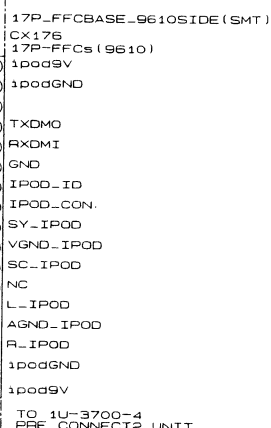 17P_FFCBASE_9610SIDE(SMT)
CX176
17P-FFCs(9610)
ipod9V
ipodGND
TXDMO
RXDMI
GND
IPOD_ID
IPOD_CON.
SY_IPOD
VGND_IPOD
SC_IPOD
NC
L_IPOD
AGND_IPOD
R_IPOD
ipodGND
ipod9V
TO 1U-3700-4
PRE CONNECT2 UNIT